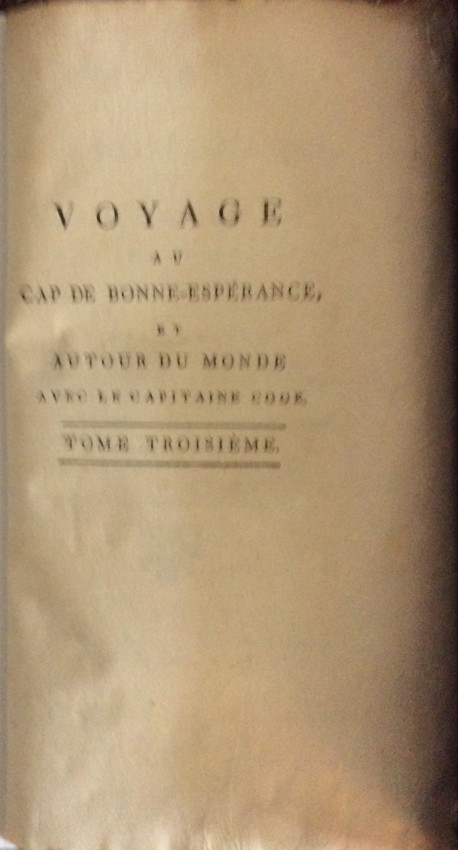 VOYAGE
AU
CAP DE BONNE-ESPÉRANCE,
ET
AUTOUR DU MONDE
AVEC LE CAPITAINE COOK.
TOME TROISIÈME.